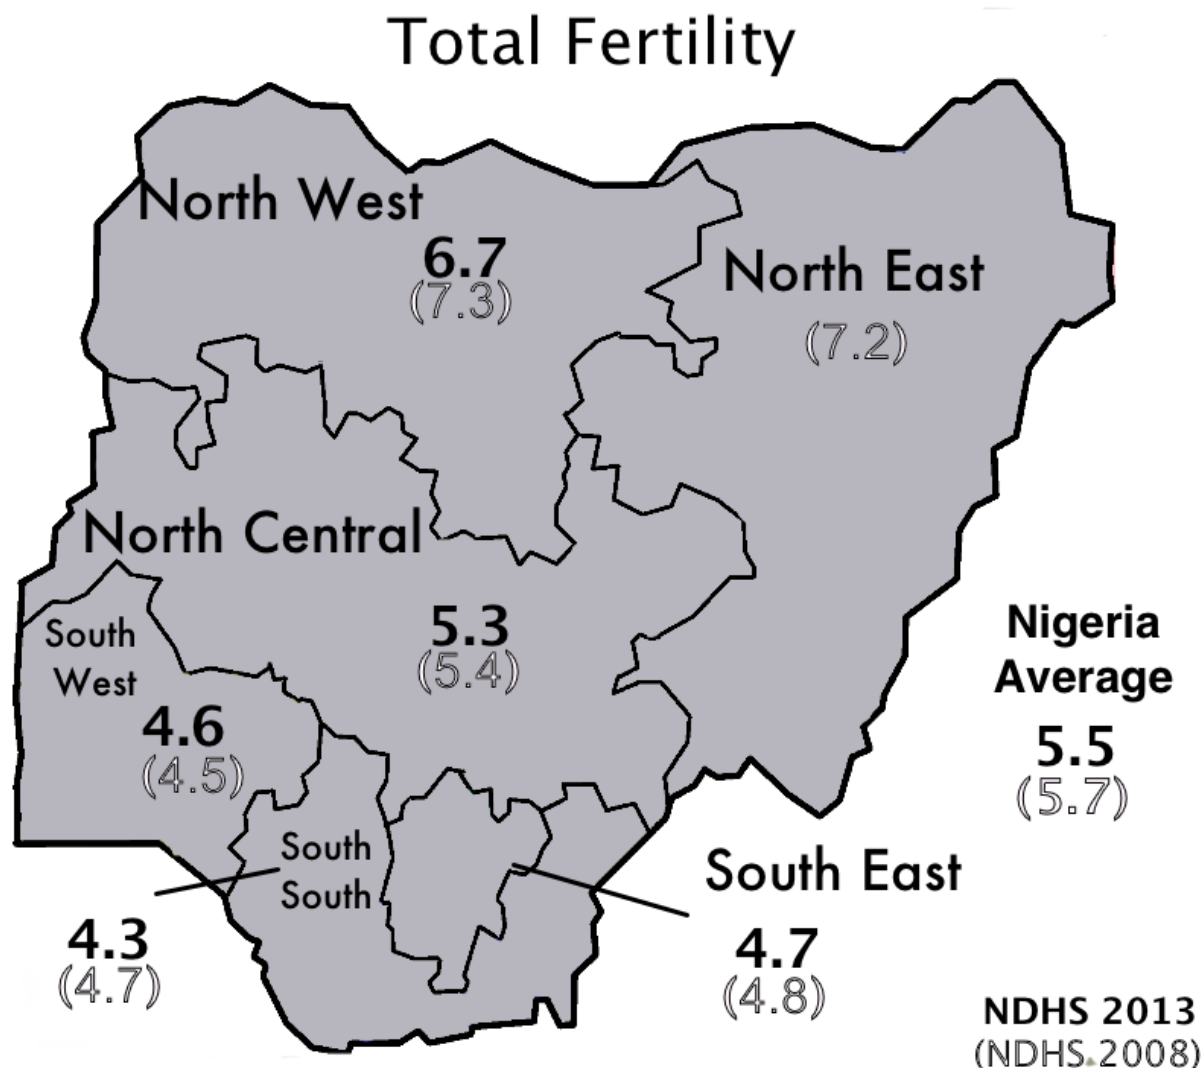 Total Fertility
North West
6.7
(7.3)
North East
(7.2)
North Central
5.3
(5.4)
South
West
4.6
(4.5)
Nigeria
Average
5.5
(5.7)
South
South
4.3
(4.7)
South East
4.7
(4.8)
NDHS 2013
(NDHS 2008)